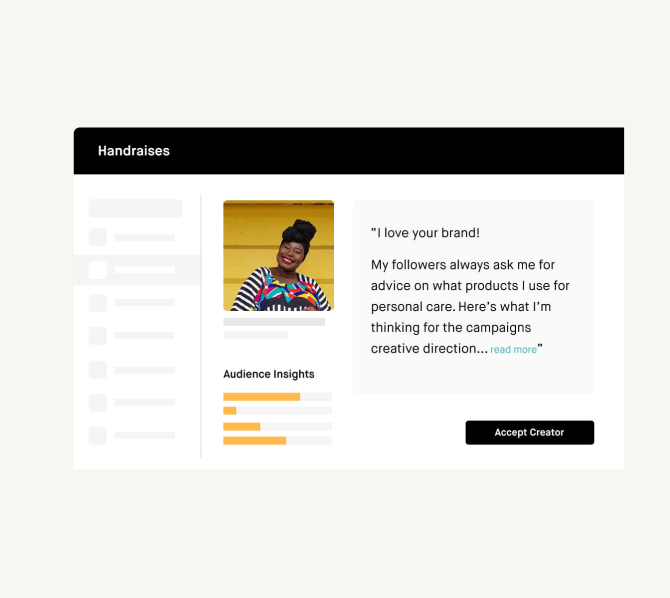 Handraises
“I love your brand!
My followers always ask me for
advice on what products I use for
personal care. Here’s what I’m
thinking for the campaigns
creative direction... read more”
Audience Insights
Accept Creator